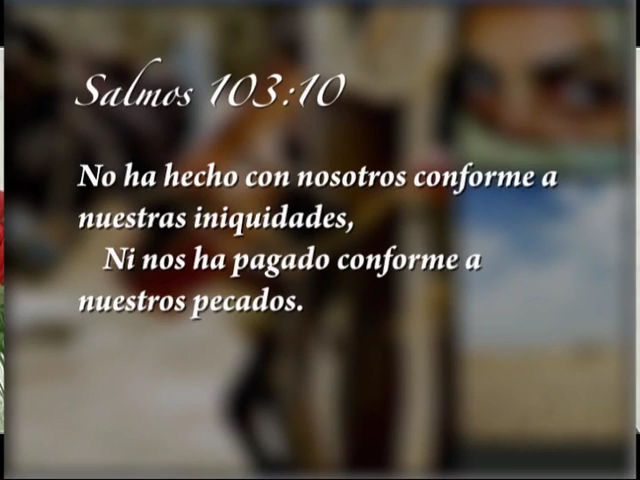 Salmos 103:10
No ha hecho con nosotros conforme a
nuestras iniquidades,
Ni nos ha pagado conforme a
nuestros pecados.